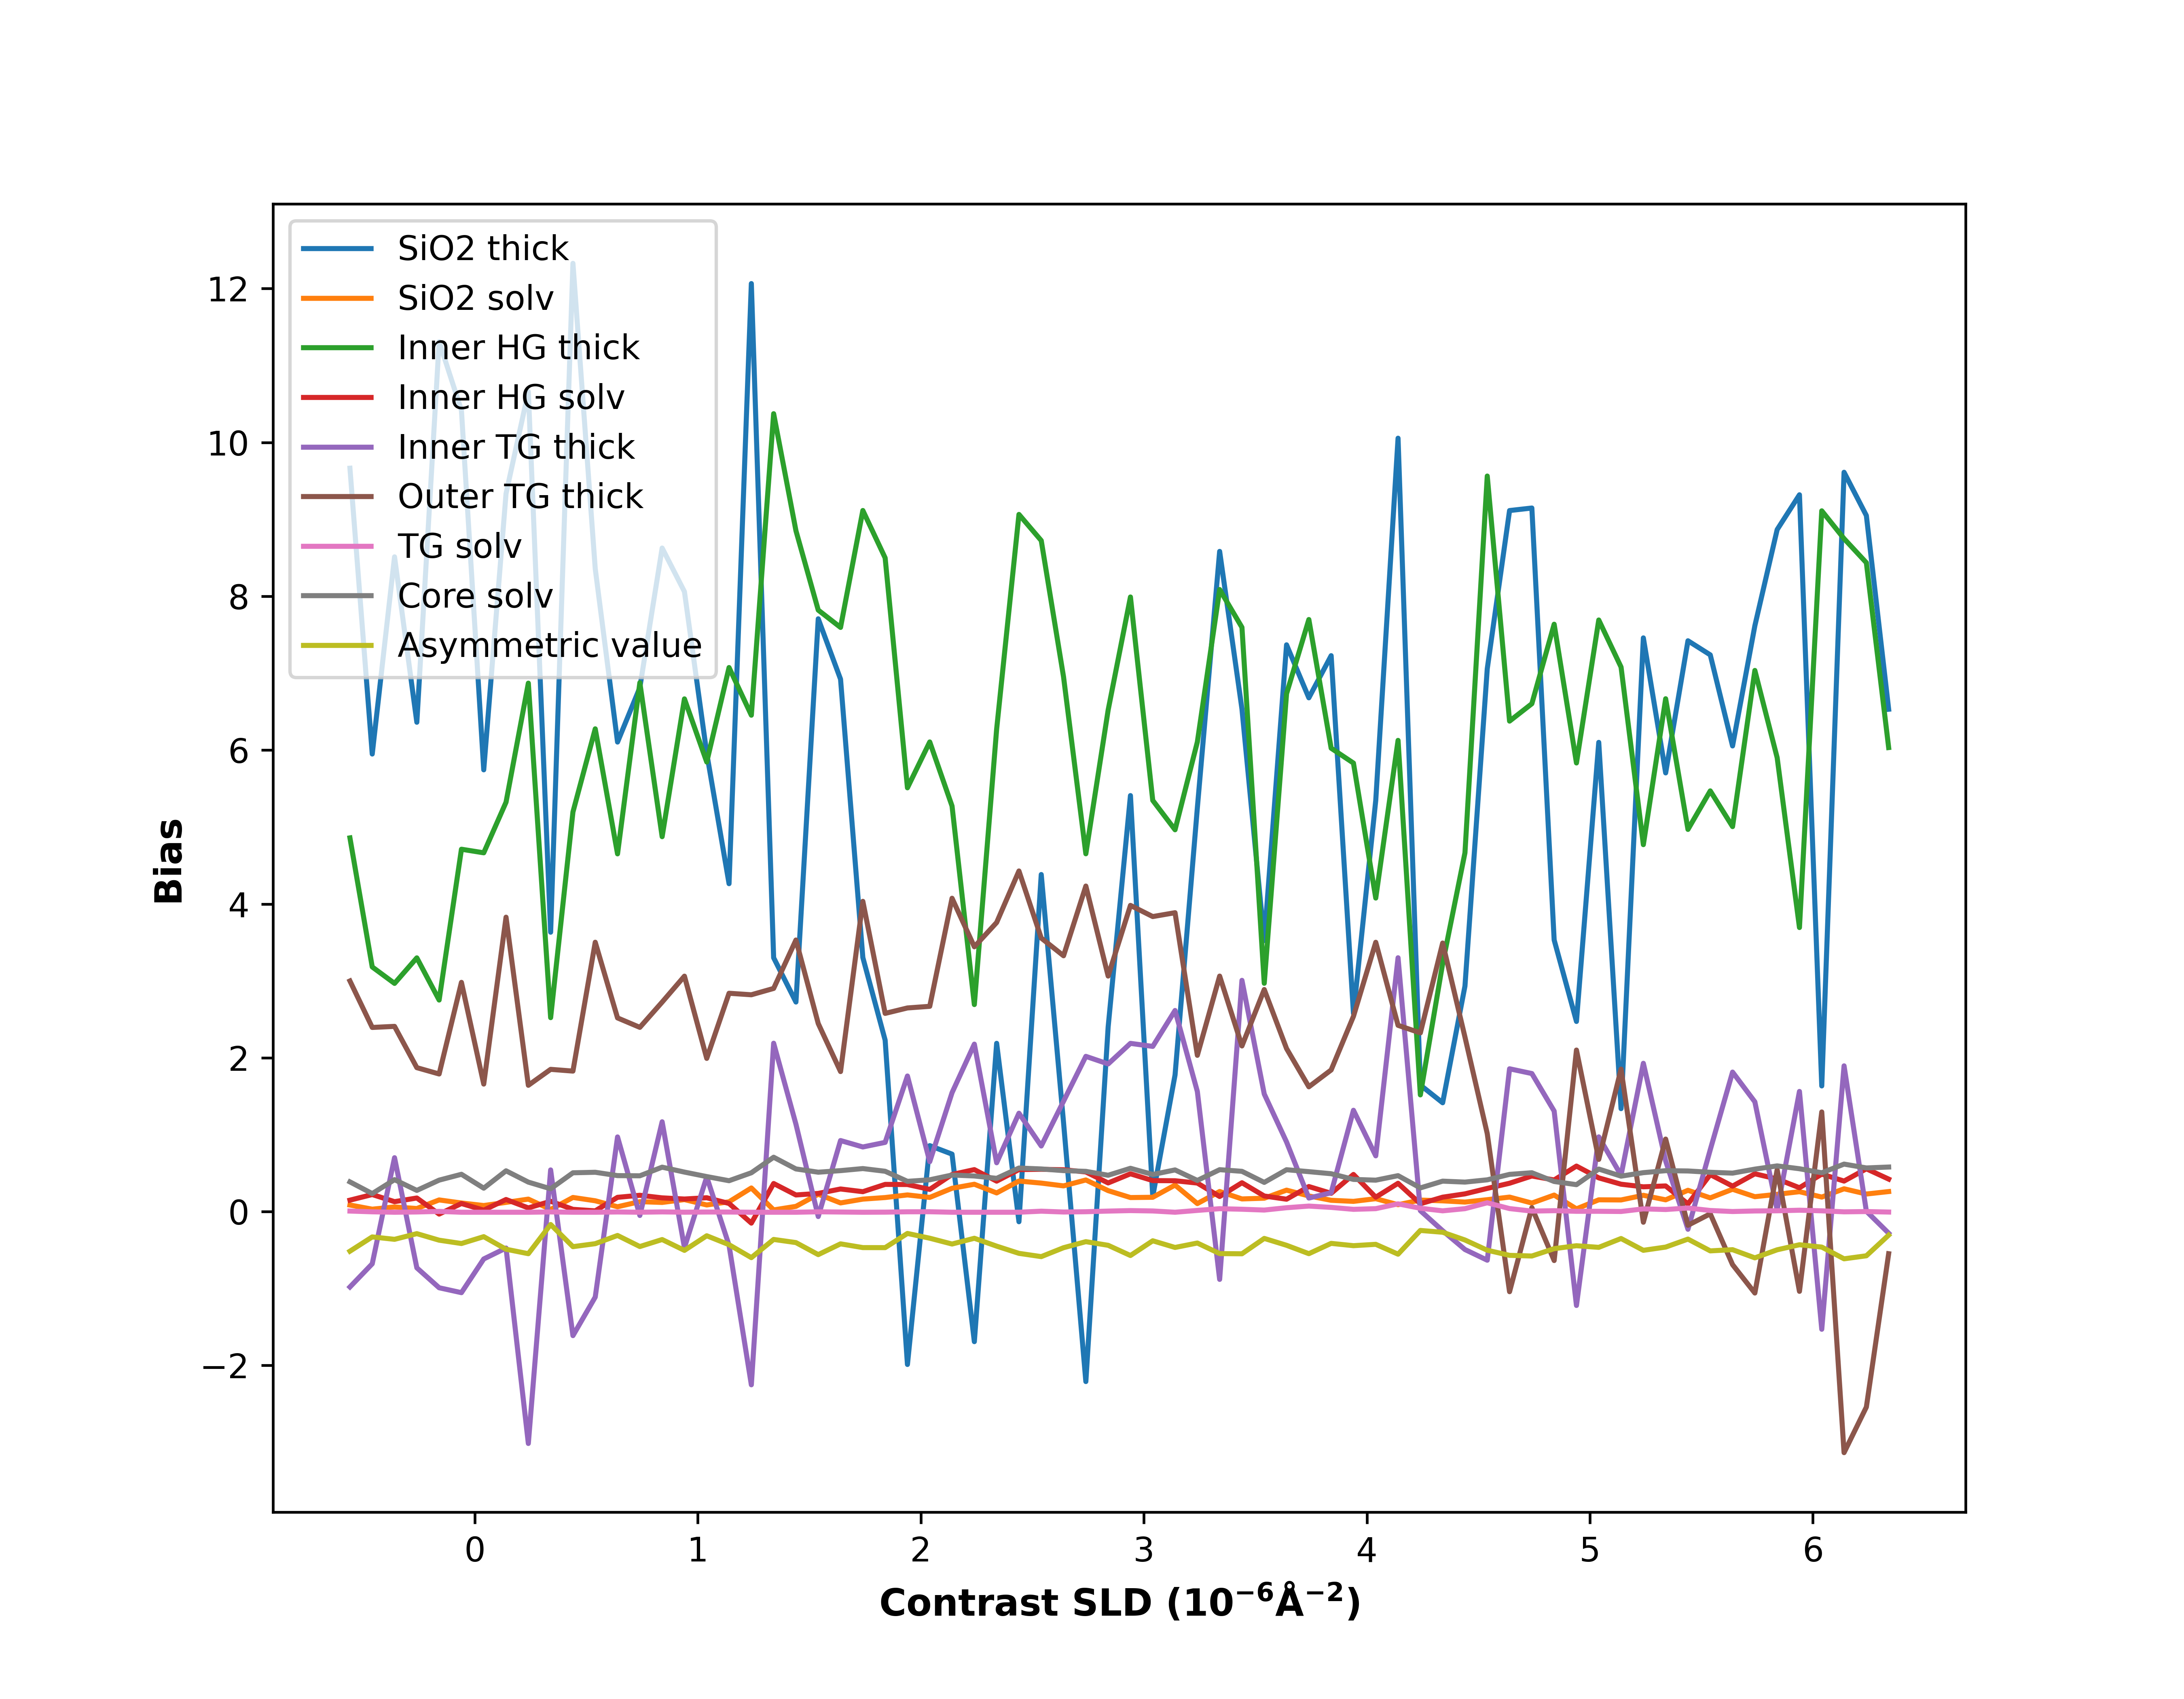 SiO2 thick
SiO2 solv
Inner HG thick
Inner HG solv
Inner TG thick
Outer TG thick
TG solv
Core solv
Asymmetric value
12
10
8
6
4
2
0
−2
Bias
0 1 2 3 4 5 6
Contrast SLD (10⁻⁶Å⁻²)